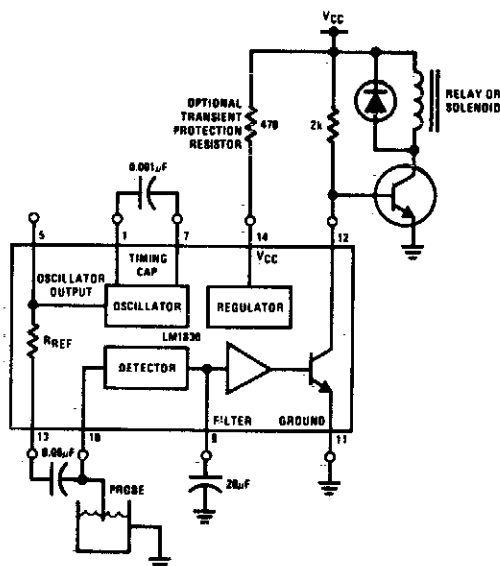 VCC
OPTIONAL
TRANSIENT
PROTECTION
RESISTOR
470
2k
RELAY OR
SOLENOID
0.001µF
5
1
7
14
12
OSCILLATOR
OUTPUT
TIMING
CAP
VCC
OSCILLATOR
REGULATOR
RREF
LM1830
DETECTOR
FILTER
GROUND
13
10
9
11
0.05µF
20µF
PROBE